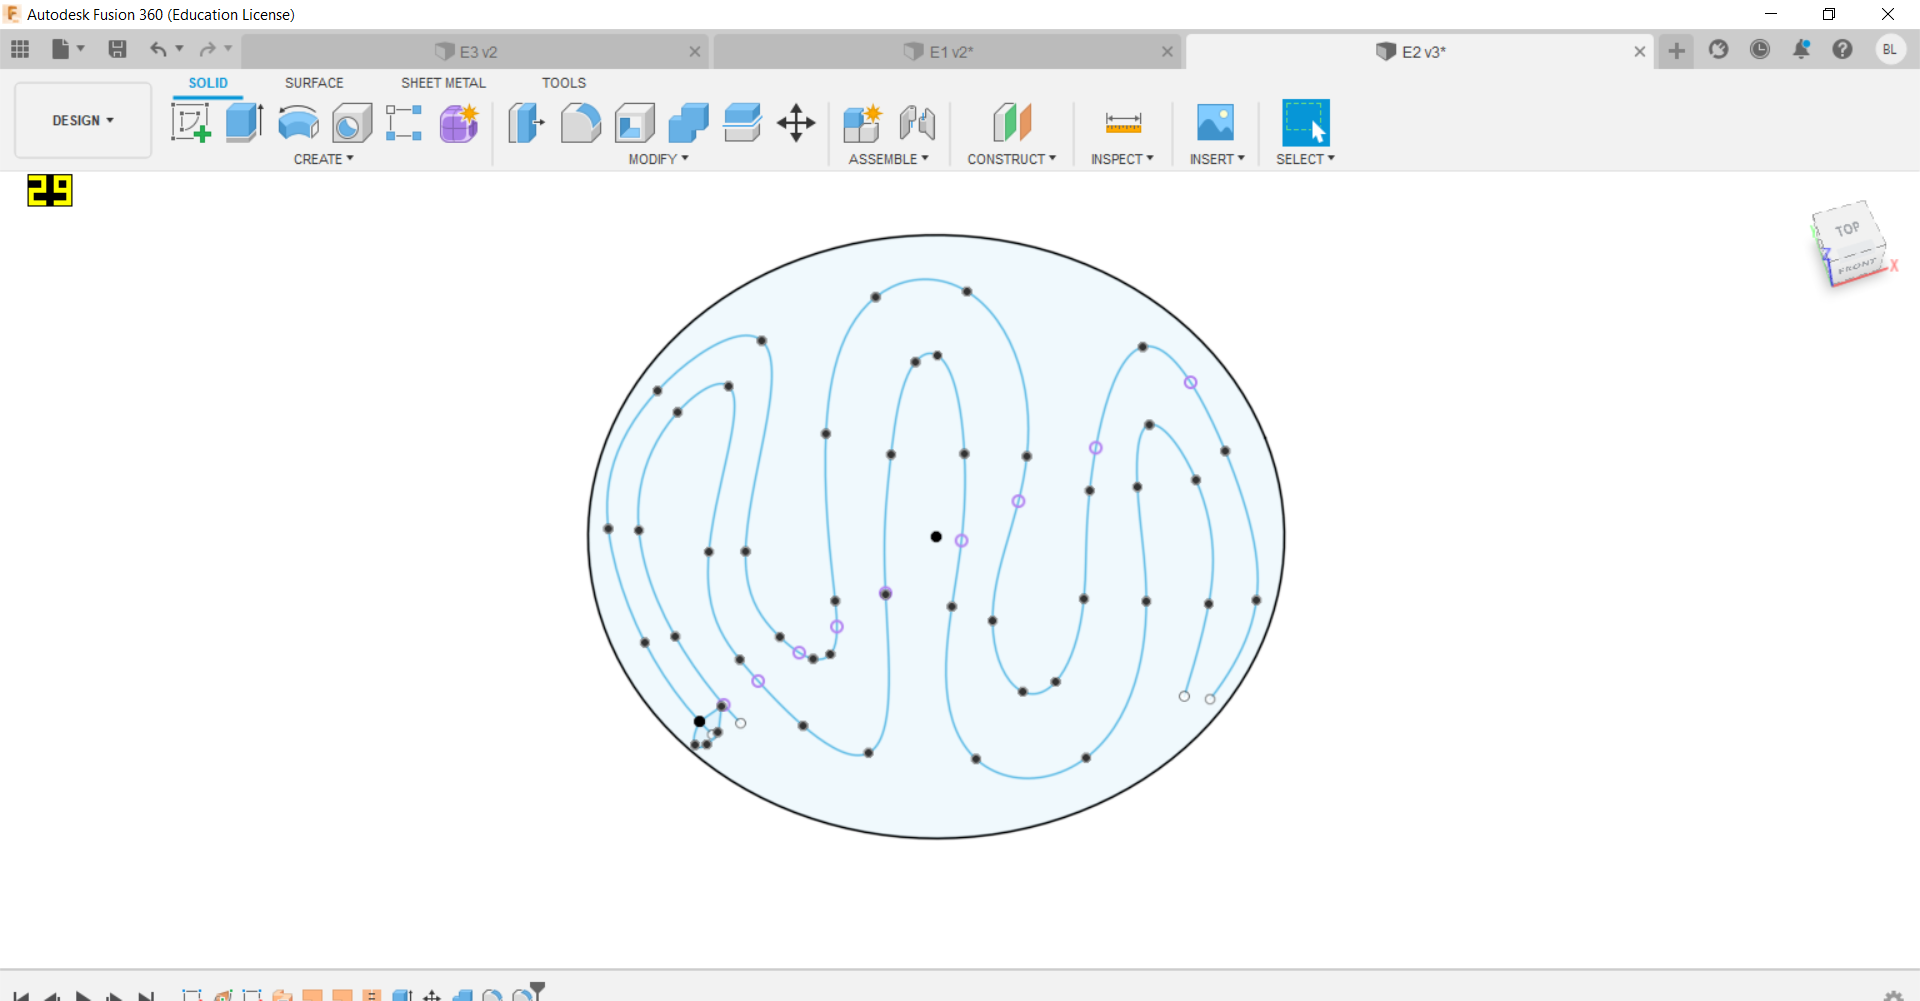 Autodesk Fusion 360 (Education License)
E3 v2
E1 v2*
E2 v3*
BL
SOLID
SURFACE
SHEET METAL
TOOLS
DESIGN
CREATE
MODIFY
ASSEMBLE
CONSTRUCT
INSPECT
INSERT
SELECT
29
TOP
Z
FRONT
X